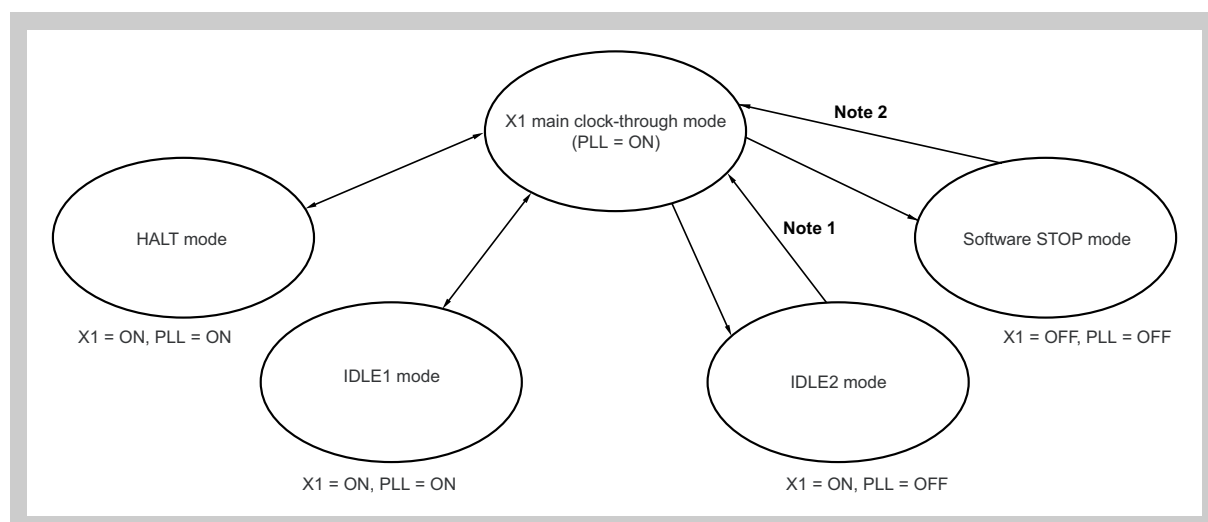 X1 main clock-through mode
(PLL = ON)
Note 2
Note 1
HALT mode
Software STOP mode
X1 = ON, PLL = ON
X1 = OFF, PLL = OFF
IDLE1 mode
IDLE2 mode
X1 = ON, PLL = ON
X1 = ON, PLL = OFF